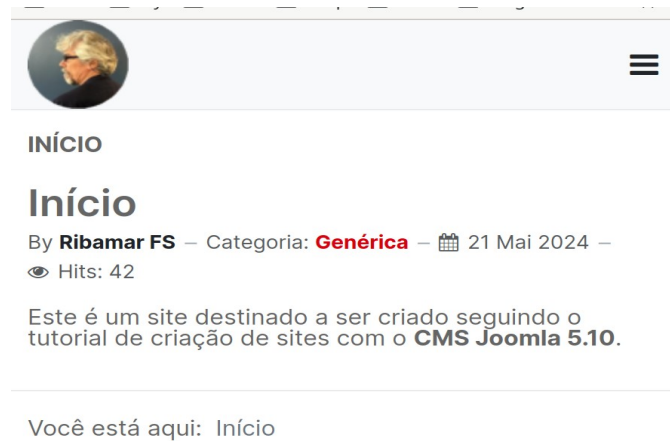 INÍCIO
Início
By Ribamar FS – Categoria: Genérica – 21 Mai 2024 –
Hits: 42
Este é um site destinado a ser criado seguindo o
tutorial de criação de sites com o CMS Joomla 5.10.
Você está aqui: Início